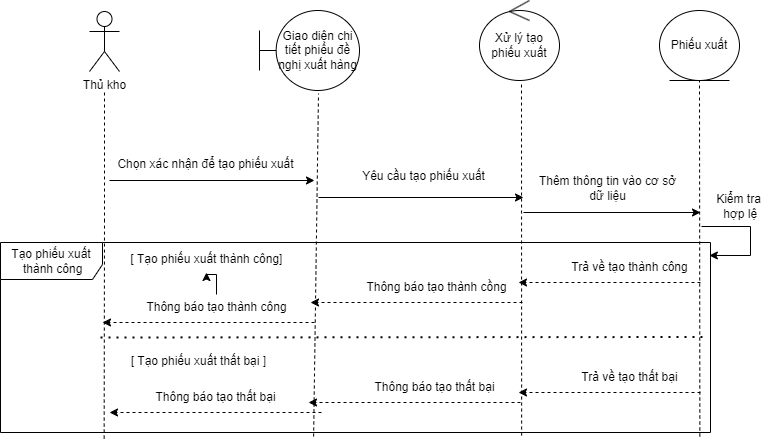 Giao diện chi
tiết phiếu đề
nghị xuất hàng
Xử lý tạo
phiếu xuất
Phiếu xuất
Thủ kho
Chọn xác nhận để tạo phiếu xuất
Yêu cầu tạo phiếu xuất
Thêm thông tin vào cơ sở
dữ liệu
Kiểm tra
hợp lệ
Tạo phiếu xuất
thành công
[ Tạo phiếu xuất thành công]
Trả về tạo thành công
Thông báo tạo thành cồng
Thông báo tạo thành công
[ Tạo phiếu xuất thất bại ]
Trả về tạo thất bại
Thông báo tạo thất bại
Thông báo tạo thất bại